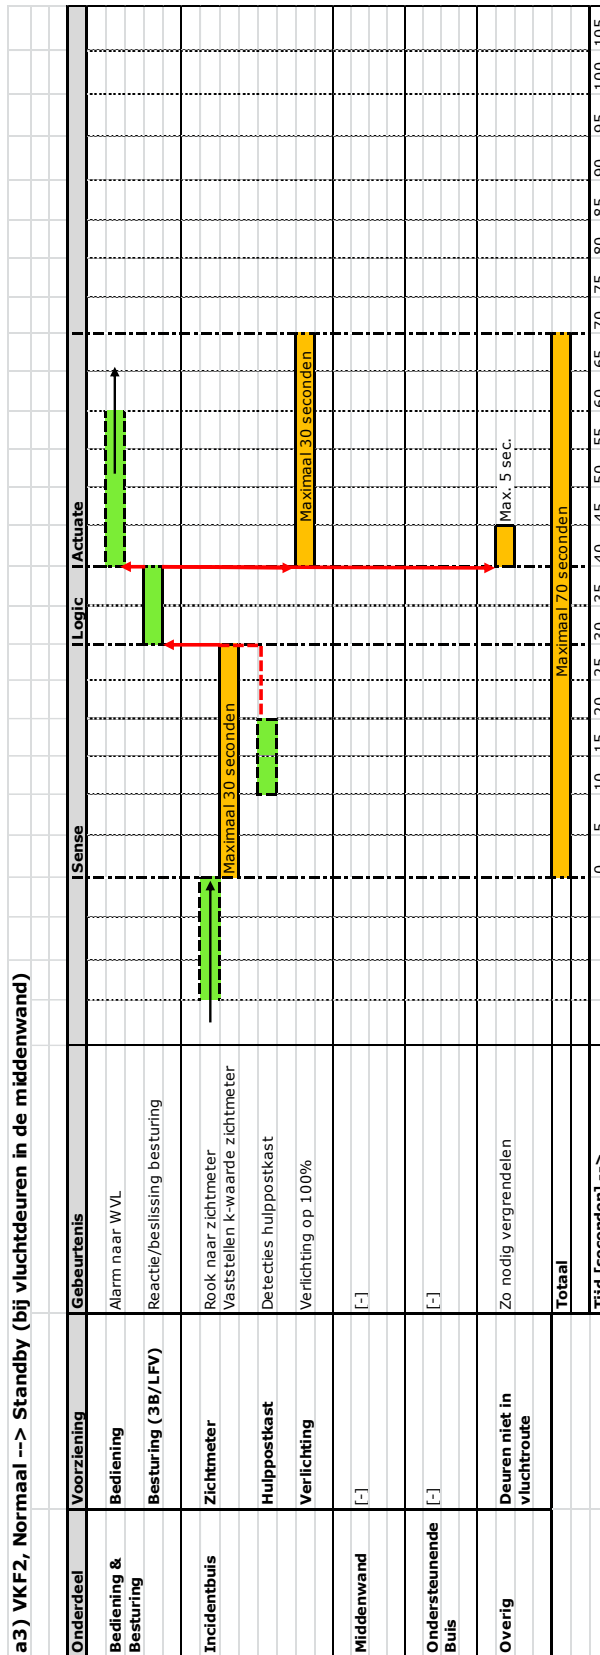 a3) VKF2, Normaal --> Standby (bij vluchtdeuren in de middenwand)
Onderdeel Voorziening Gebeurtenis Sense Logic Actuate
Bediening & Besturing Bediening Alarm naar WVL
Besturing (3B/LFV) Reactie/beslissing besturing
Incidentbuis Zichtmeter Rook naar zichtmeter
Vaststellen k-waarde zichtmeter Maximaal 30 seconden
Hulppostkast Detecties hulppostkast
Verlichting Verlichting op 100% Maximaal 30 seconden
Middenwand [-] [-]
Ondersteunende Buis [-] [-]
Overig Deuren niet in vluchtroute Zo nodig vergrendelen Max. 5 sec.
Totaal Maximaal 70 seconden
Tijd [seconden] --> 0 5 10 15 20 25 30 35 40 45 50 55 60 65 70 75 80 85 90 95 100 105